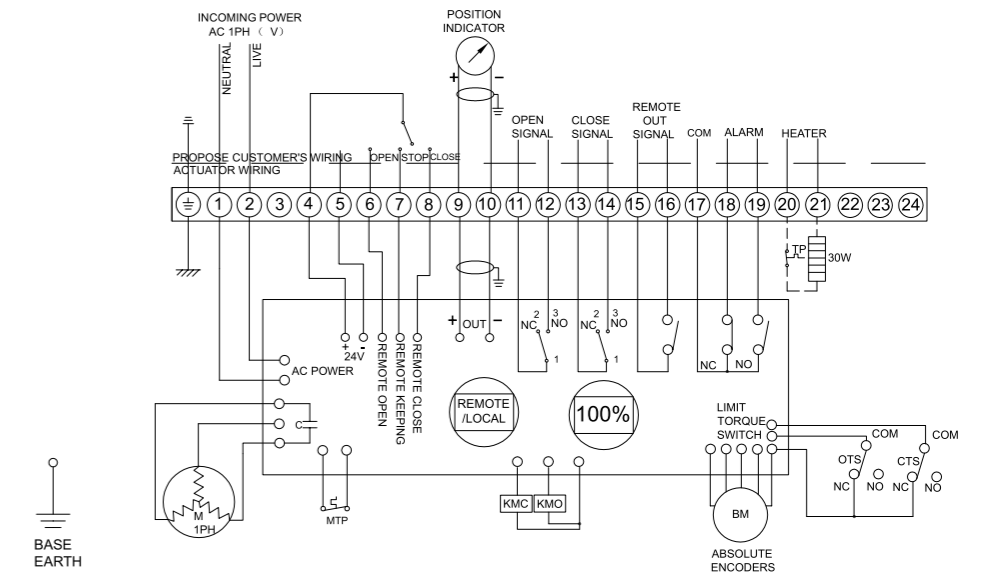 INCOMING POWER
AC 1PH （ V）
NEUTRAL
LIVE
POSITION
INDICATOR
+ −
OPEN
SIGNAL
CLOSE
SIGNAL
REMOTE
OUT
SIGNAL
COM
ALARM
HEATER
PROPOSE CUSTOMER'S WIRING
OPEN STOP CLOSE
ACTUATOR WIRING
1 2 3 4 5 6 7 8 9 10 11 12 13 14 15 16 17 18 19 20 21 22 23 24
TP
30W
+ -
24V
REMOTE OPEN
REMOTE KEEPING
REMOTE CLOSE
+ OUT −
2 3
NC NO
1
2 3
NC NO
1
NC NO
AC POWER
C
REMOTE
/LOCAL
100%
LIMIT
TORQUE
SWITCH
COM
OTS
NC NO
COM
CTS
NC NO
M
1PH
MTP
KMC
KMO
BM
ABSOLUTE
ENCODERS
BASE
EARTH